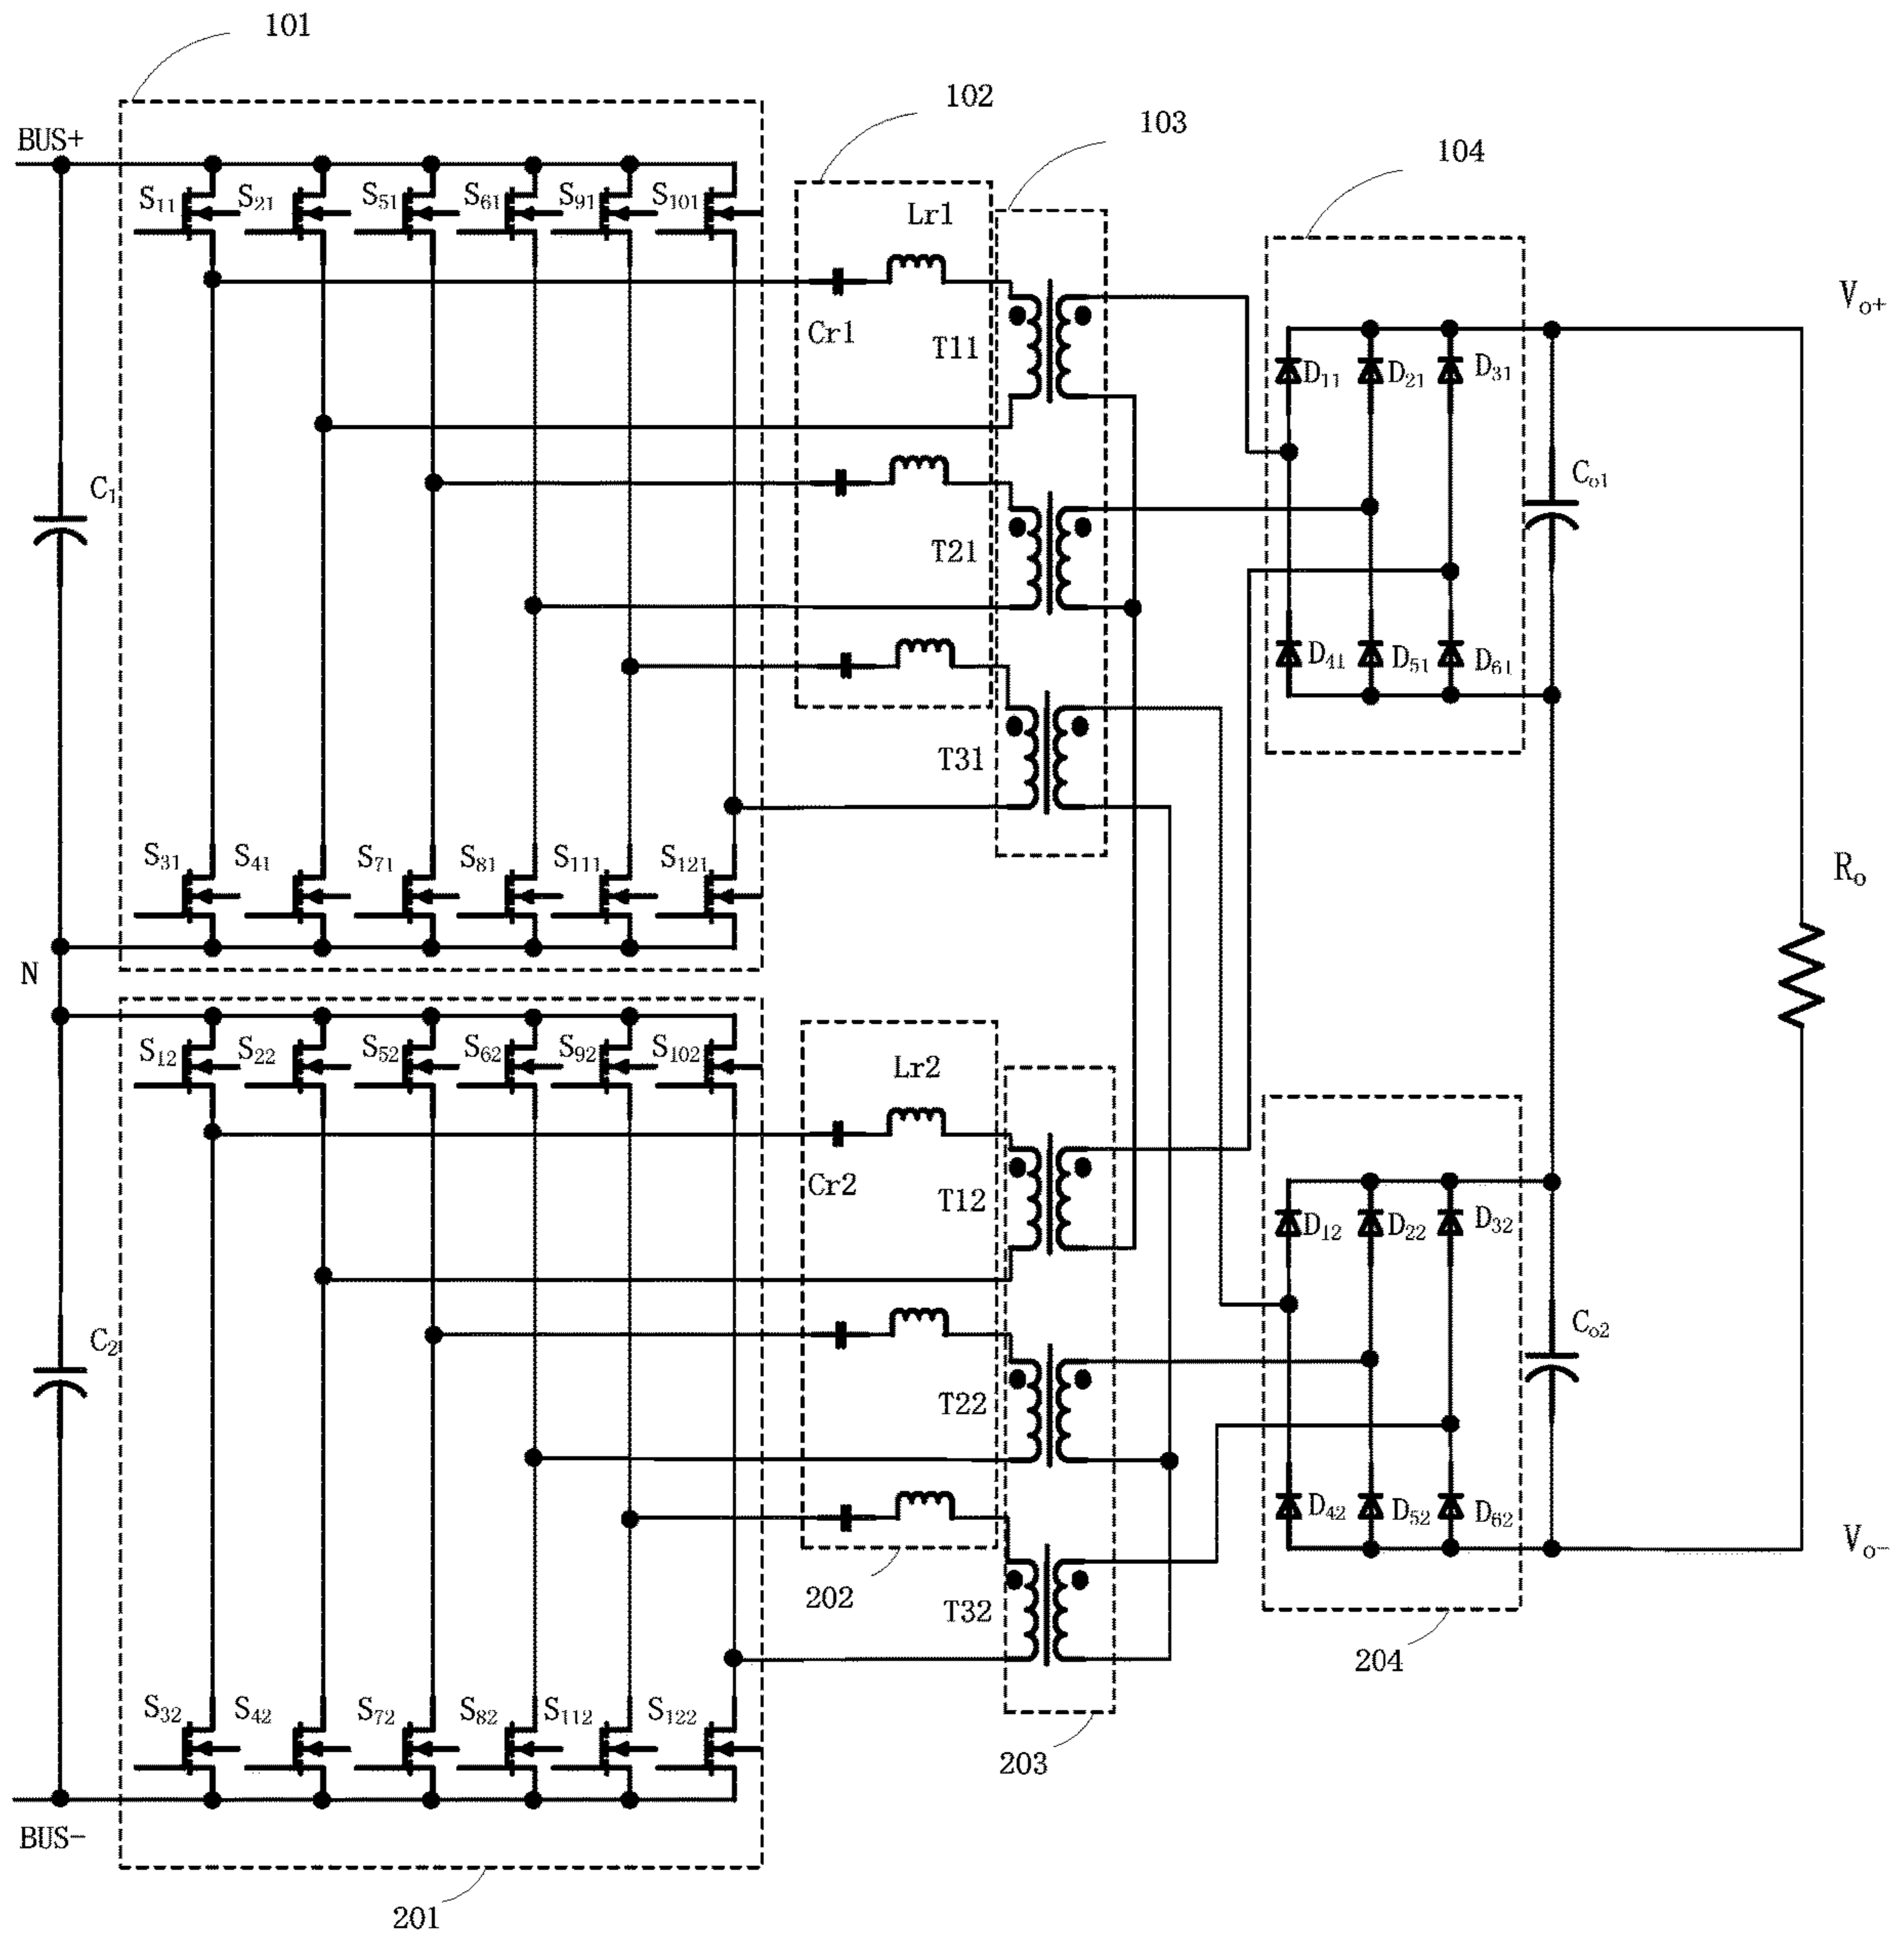 101
102
103
104
BUS+
S11 S21 S51 S61 S91 S101
Lr1
Cr1
T11
Vo+
D11 D21 D31
C1
Co1
T21
D41 D51 D61
T31
S31 S41 S71 S81 S111 S121
Ro
N
S12 S22 S52 S62 S92 S102
Lr2
Cr2
T12
D12 D22 D32
C2
Co2
T22
D42 D52 D62
Vo-
202
T32
204
S32 S42 S72 S82 S112 S122
203
BUS-
201